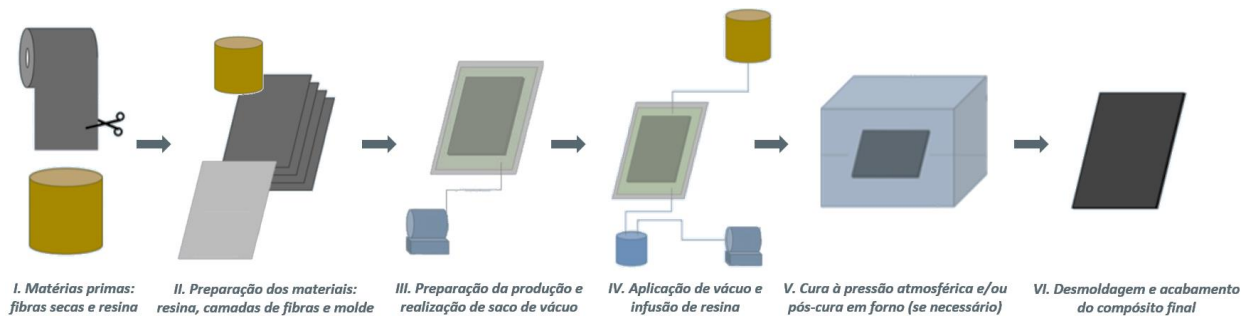 I. Matérias primas:
fibras secas e resina
II. Preparação dos materiais:
resina, camadas de fibras e molde
III. Preparação da produção e
realização de saco de vácuo
IV. Aplicação de vácuo e
infusão de resina
V. Cura à pressão atmosférica e/ou
pós-cura em forno (se necessário)
VI. Desmoldagem e acabamento
do compósito final